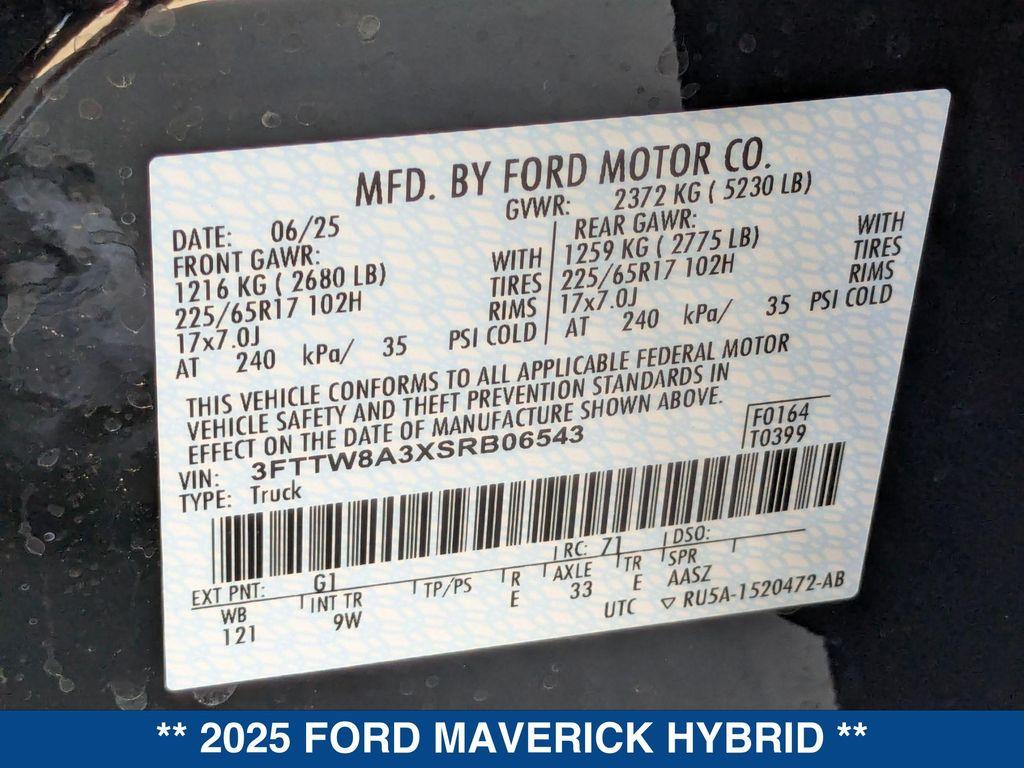 MFD. BY FORD MOTOR CO.
DATE: 06/25 GVWR: 2372 KG ( 5230 LB)
FRONT GAWR: WITH REAR GAWR: WITH
1216 KG ( 2680 LB) TIRES 1259 KG ( 2775 LB) TIRES
225/65R17 102H RIMS 225/65R17 102H RIMS
17x7.0J 17x7.0J
AT 240 kPa/ 35 PSI COLD AT 240 kPa/ 35 PSI COLD
THIS VEHICLE CONFORMS TO ALL APPLICABLE FEDERAL MOTOR
VEHICLE SAFETY AND THEFT PREVENTION STANDARDS IN
EFFECT ON THE DATE OF MANUFACTURE SHOWN ABOVE.
VIN: 3FTTW8A3XSRB06543 F0164
TYPE: Truck T0399
EXT PNT: G1 RC: 71 DSO:
WB INT TR TP/PS R AXLE TR SPR
121 9W E 33 E AASZ
UTC ▽ RU5A-1520472-AB
** 2025 FORD MAVERICK HYBRID **